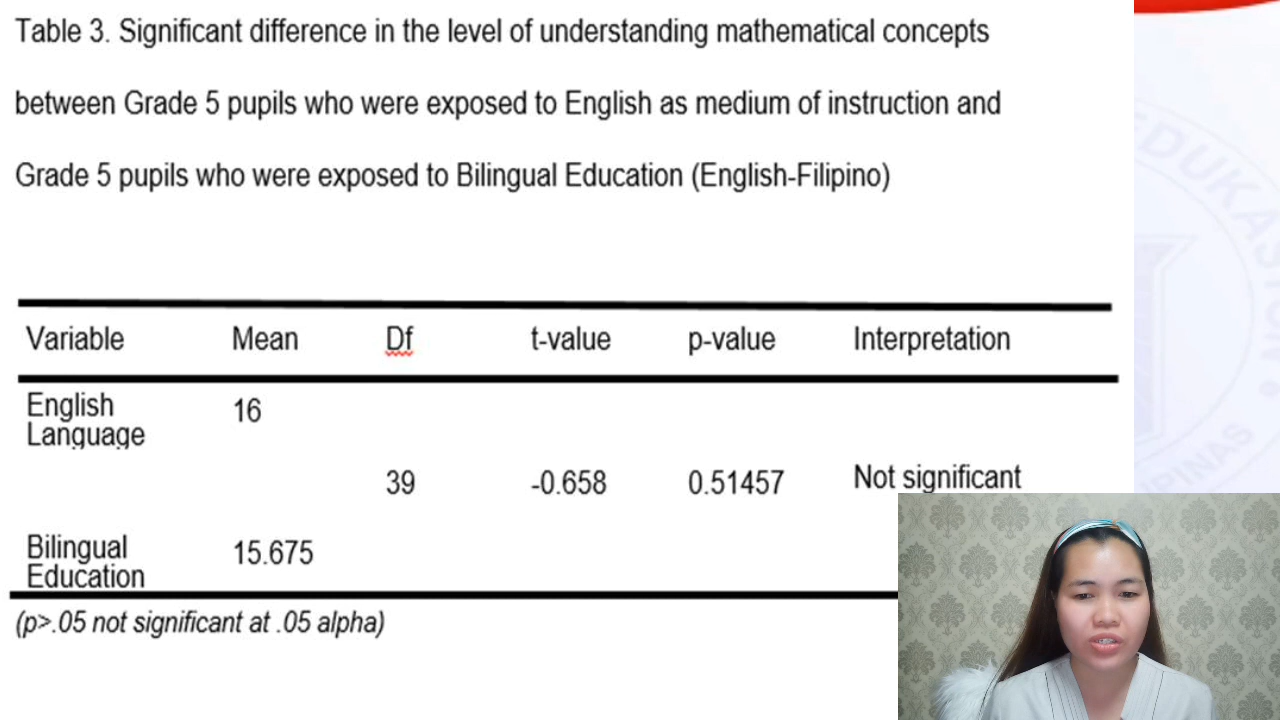 Table 3. Significant difference in the level of understanding mathematical concepts
between Grade 5 pupils who were exposed to English as medium of instruction and
Grade 5 pupils who were exposed to Bilingual Education (English-Filipino)
Variable Mean Df t-value p-value Interpretation
English
Language
16
39 -0.658 0.51457 Not significant
Bilingual
Education
15.675
(p>.05 not significant at .05 alpha)
EDUKASYON
PILIPINAS